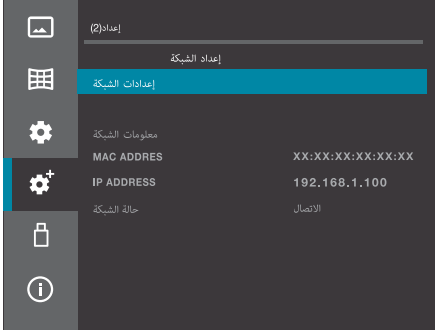 إعداد(2)
إعداد الشبكة
إعدادات الشبكة
معلومات الشبكة
MAC ADDRES XX:XX:XX:XX:XX:XX
IP ADDRESS 192.168.1.100
حالة الشبكة الاتصال